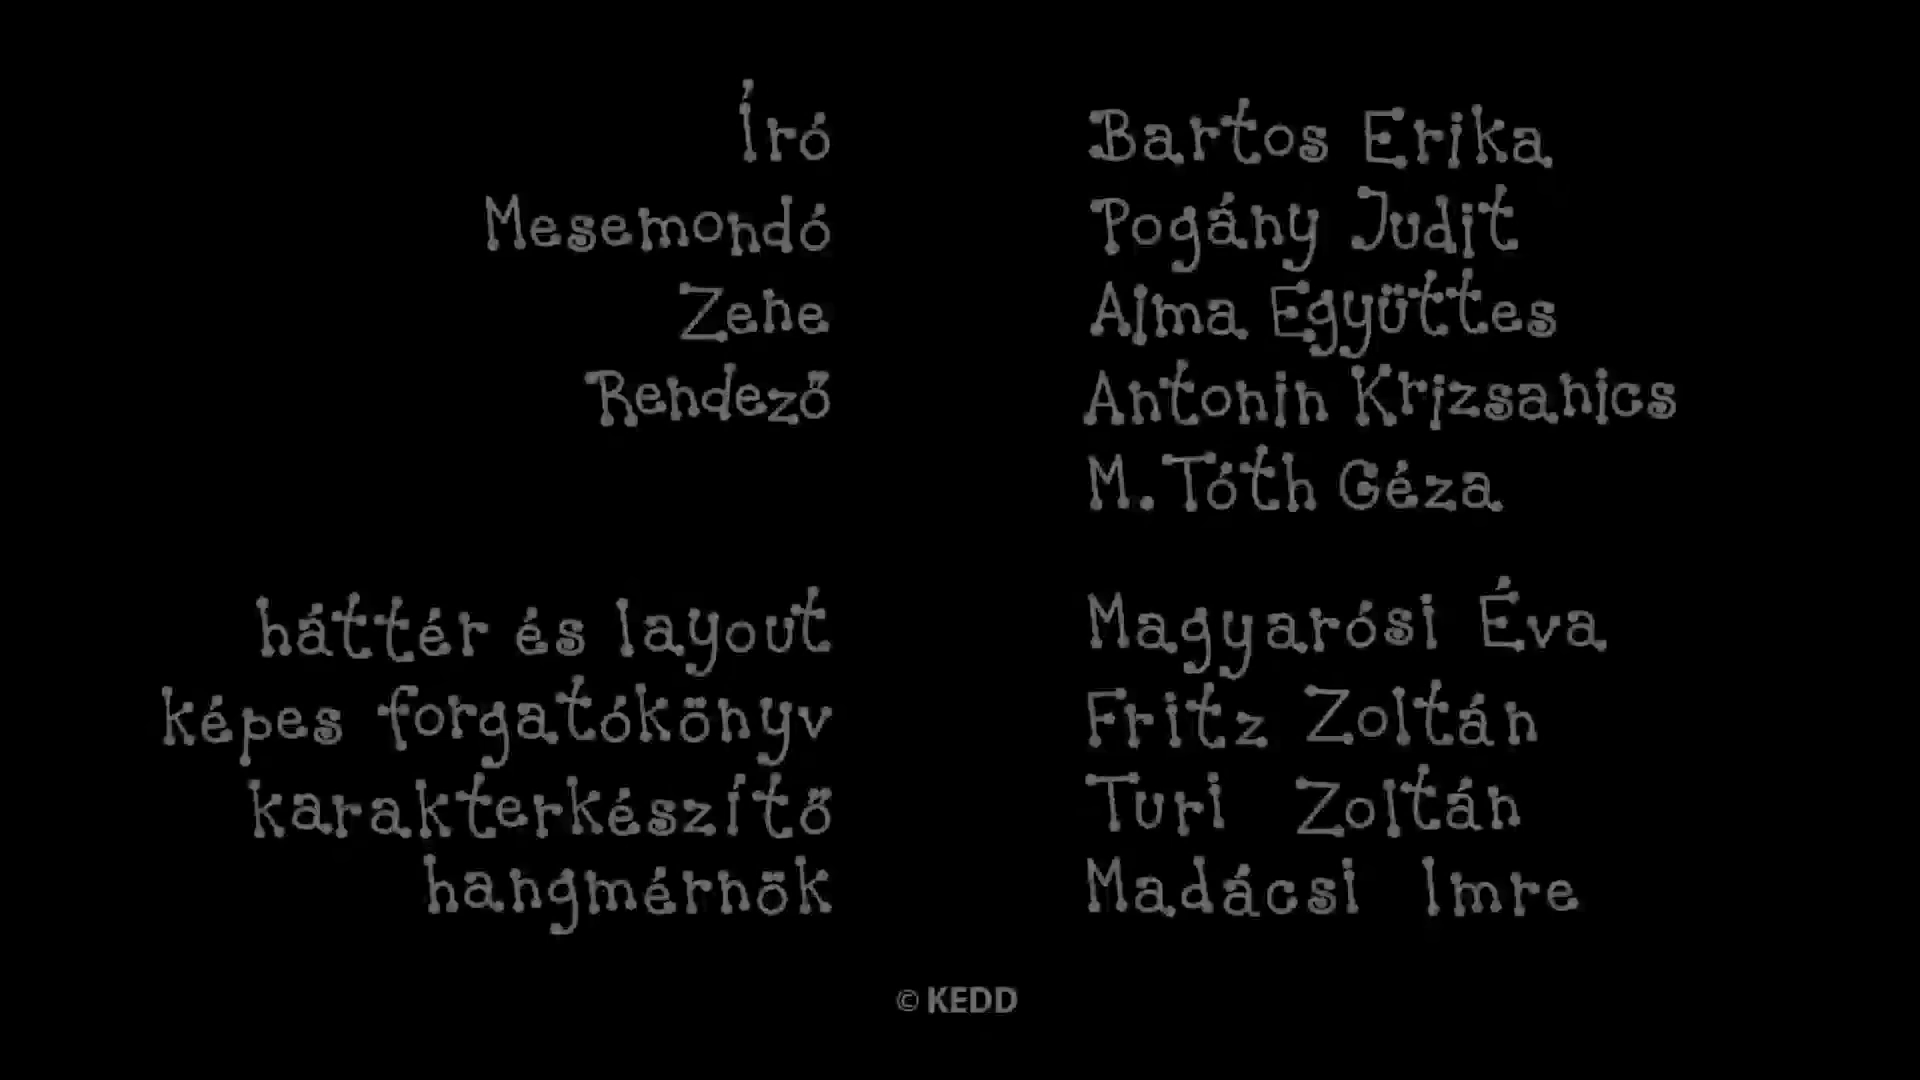 Író Bartos Erika
Mesemondó Pogány Judit
Zene Alma Együttes
Rendező Antonin Krizsanics
M. Tóth Géza
háttér és layout Magyarósi Éva
képes forgatókönyv Fritz Zoltán
karakterkészítő Turi Zoltán
hangmérnök Madácsi Imre
© KEDD